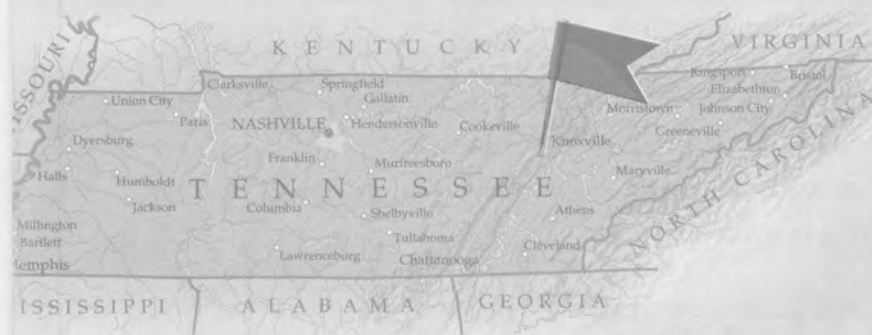 ISSOURI
KENTUCKY
VIRGINIA
Clarksville
Springfield
Kingsport
Bristol
Union City
Gallatin
Elizabethton
Paris
NASHVILLE
Hendersonville
Cookeville
Morristown
Johnson City
Dyersburg
Knoxville
Greeneville
Franklin
Murfreesboro
Halls
Humboldt
Maryville
TENNESSEE
Jackson
Columbia
Shelbyville
Athens
NORTH CAROLINA
Millington
Tullahoma
Bartlett
Lawrenceburg
Chattanooga
Cleveland
Memphis
ISSISSIPPI
ALABAMA
GEORGIA